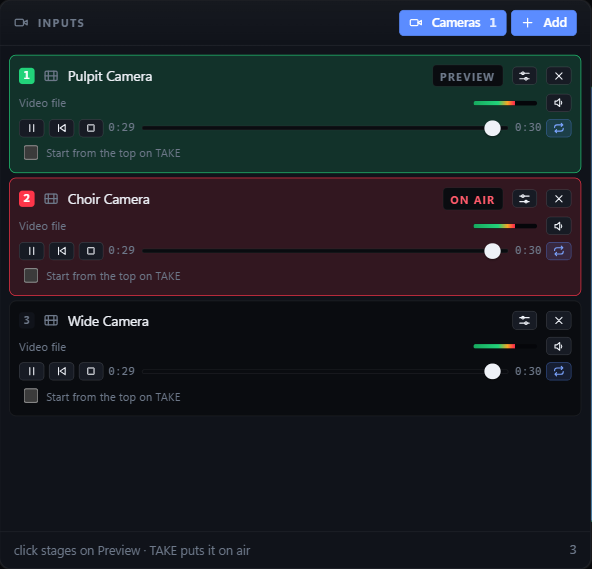 INPUTS Cameras 1 Add
1 Pulpit Camera PREVIEW
Video file
0:29 0:30
Start from the top on TAKE
2 Choir Camera ON AIR
Video file
0:29 0:30
Start from the top on TAKE
3 Wide Camera
Video file
0:29 0:30
Start from the top on TAKE
click stages on Preview · TAKE puts it on air 3